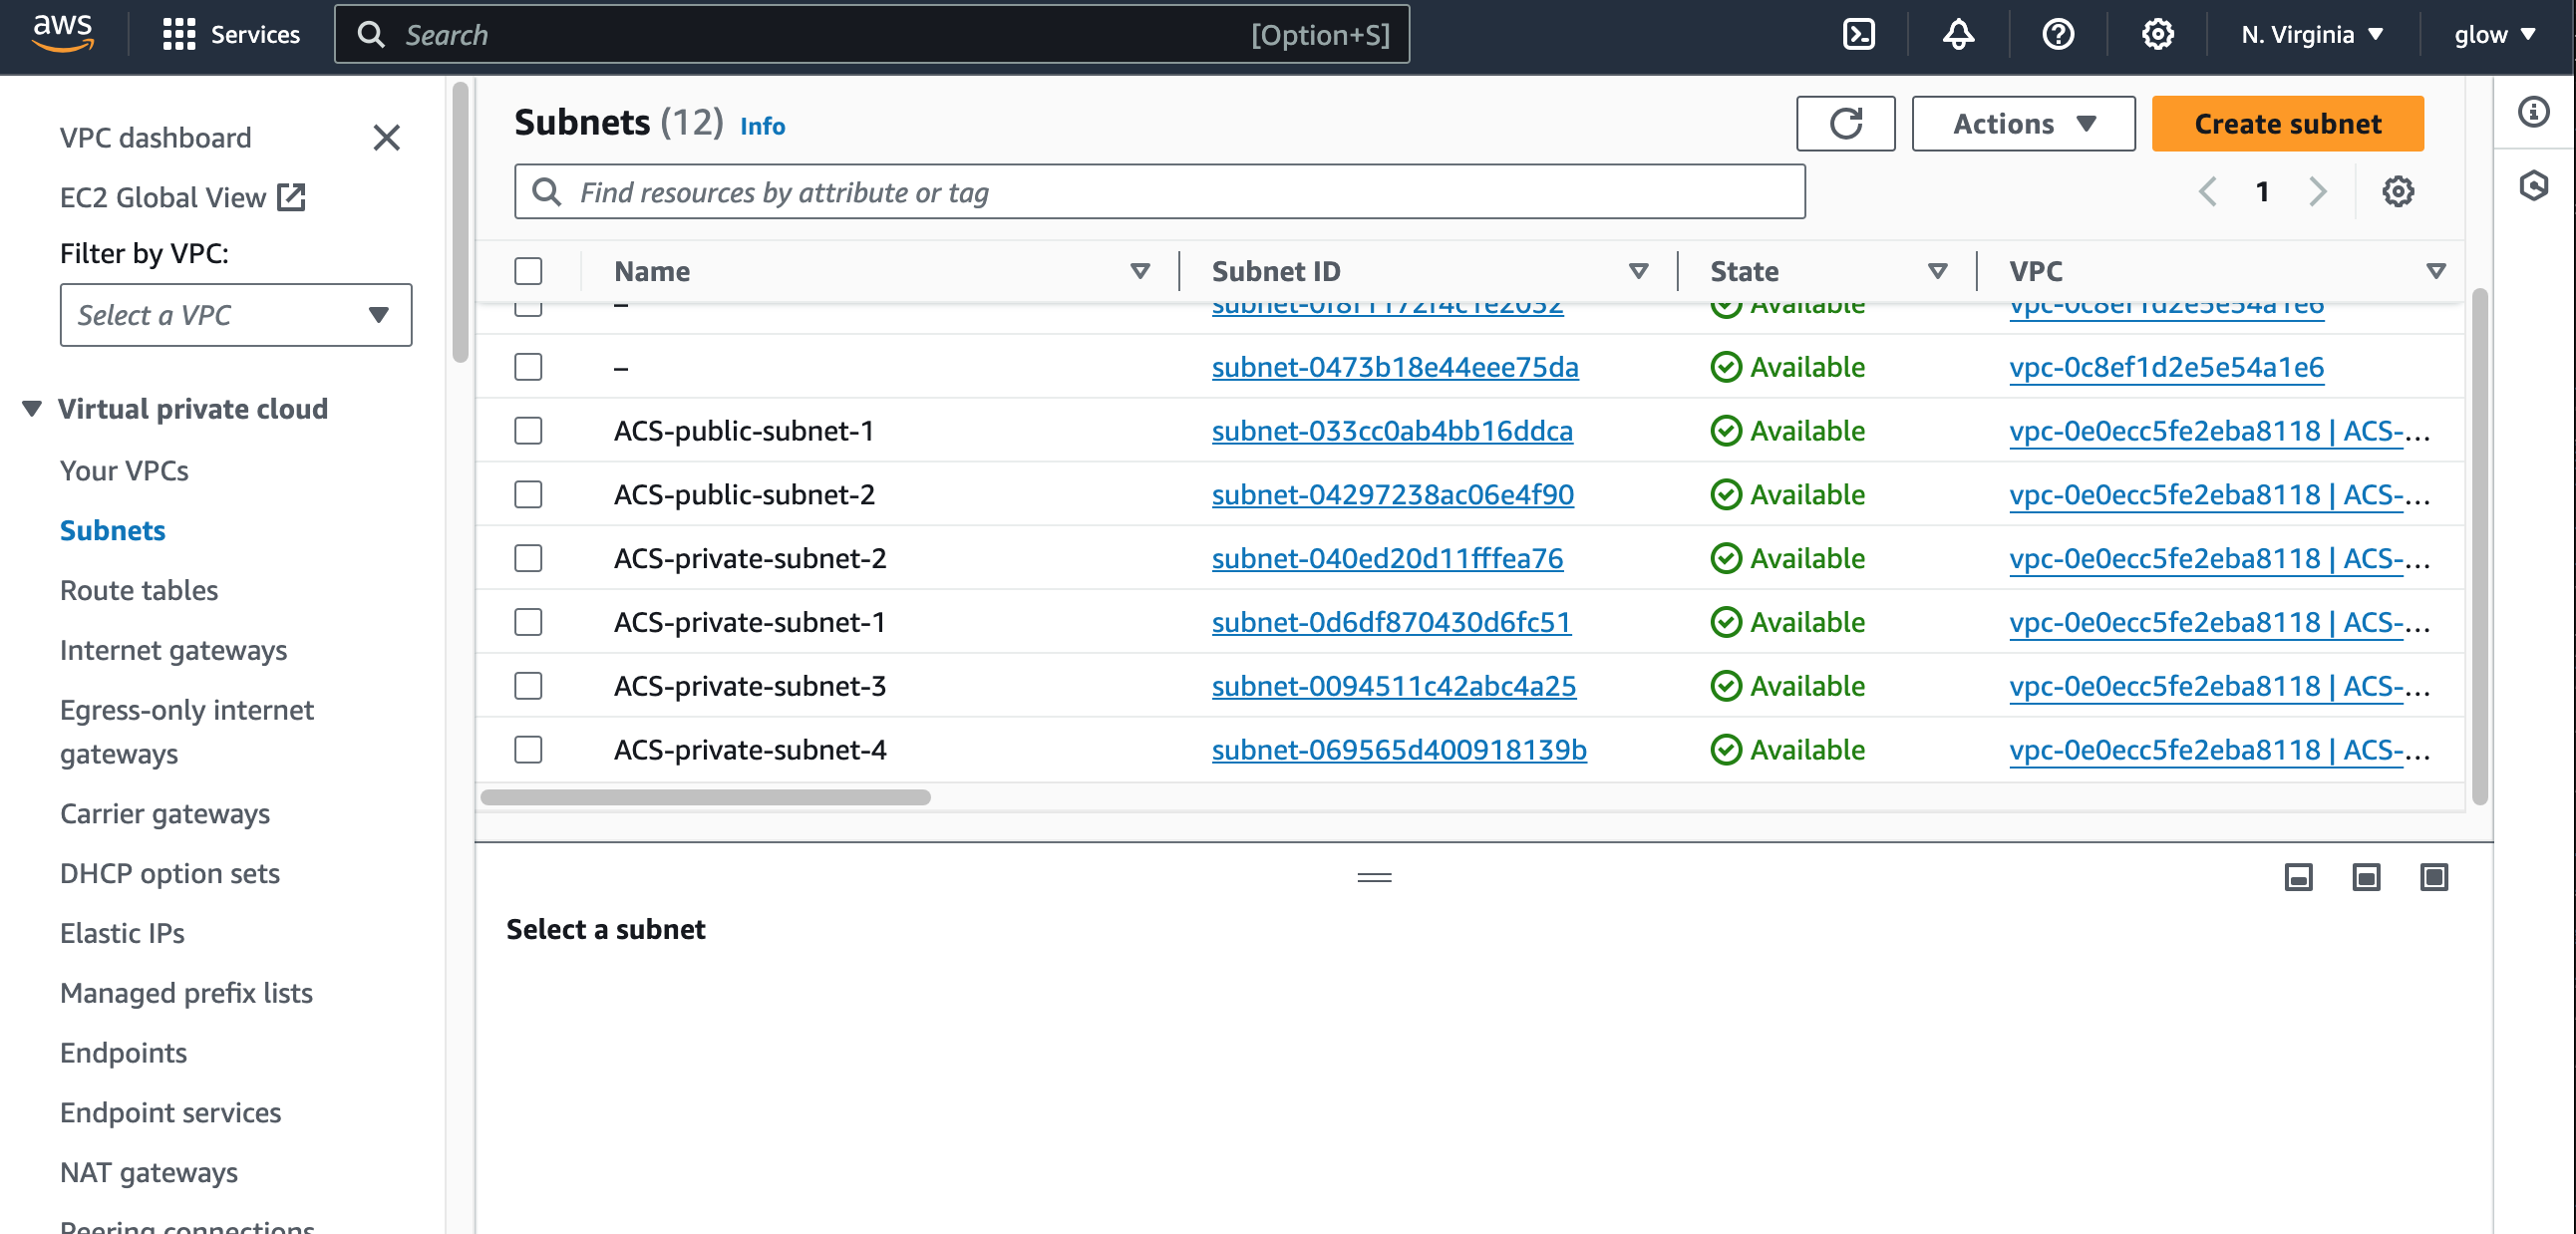 aws
Services
Search
[Option+S]
N. Virginia
glow
VPC dashboard
EC2 Global View
Filter by VPC:
Select a VPC
Virtual private cloud
Your VPCs
Subnets
Route tables
Internet gateways
Egress-only internet
gateways
Carrier gateways
DHCP option sets
Elastic IPs
Managed prefix lists
Endpoints
Endpoint services
NAT gateways
Peering connections
Subnets (12) Info
Actions
Create subnet
Find resources by attribute or tag
1
Name Subnet ID State VPC
– subnet-0f8f1172f4c1e2032 Available vpc-0c8ef1d2e5e54a1e6
– subnet-0473b18e44eee75da Available vpc-0c8ef1d2e5e54a1e6
ACS-public-subnet-1 subnet-033cc0ab4bb16ddca Available vpc-0e0ecc5fe2eba8118 | ACS-...
ACS-public-subnet-2 subnet-04297238ac06e4f90 Available vpc-0e0ecc5fe2eba8118 | ACS-...
ACS-private-subnet-2 subnet-040ed20d11fffea76 Available vpc-0e0ecc5fe2eba8118 | ACS-...
ACS-private-subnet-1 subnet-0d6df870430d6fc51 Available vpc-0e0ecc5fe2eba8118 | ACS-...
ACS-private-subnet-3 subnet-0094511c42abc4a25 Available vpc-0e0ecc5fe2eba8118 | ACS-...
ACS-private-subnet-4 subnet-069565d400918139b Available vpc-0e0ecc5fe2eba8118 | ACS-...
Select a subnet